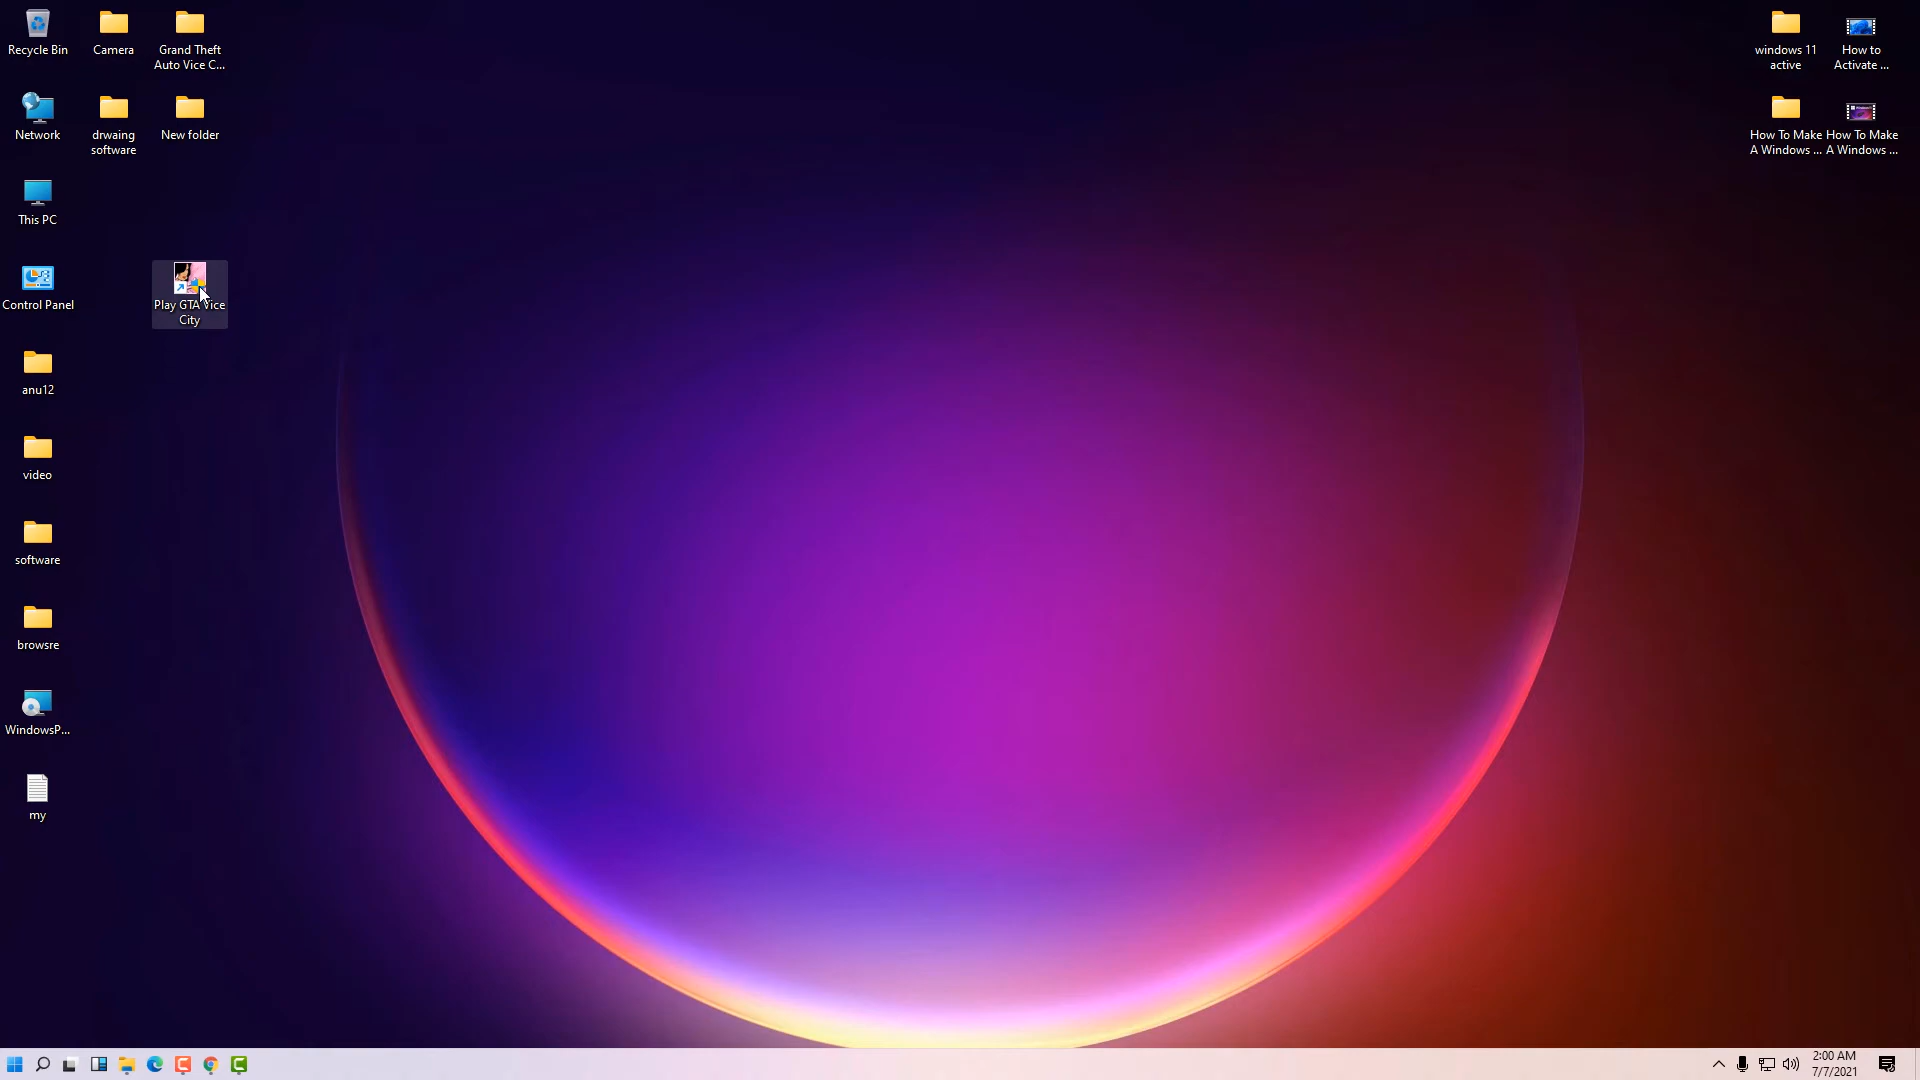 Recycle Bin
Camera
Grand Theft
Auto Vice C...
Network
drwaing
software
New folder
This PC
Control Panel
Play GTA Vice
City
anu12
video
software
browsre
WindowsP...
my
windows 11
active
How to
Activate ...
How To Make
A Windows ...
How To Make
A Windows ...
2:00 AM
7/7/2021